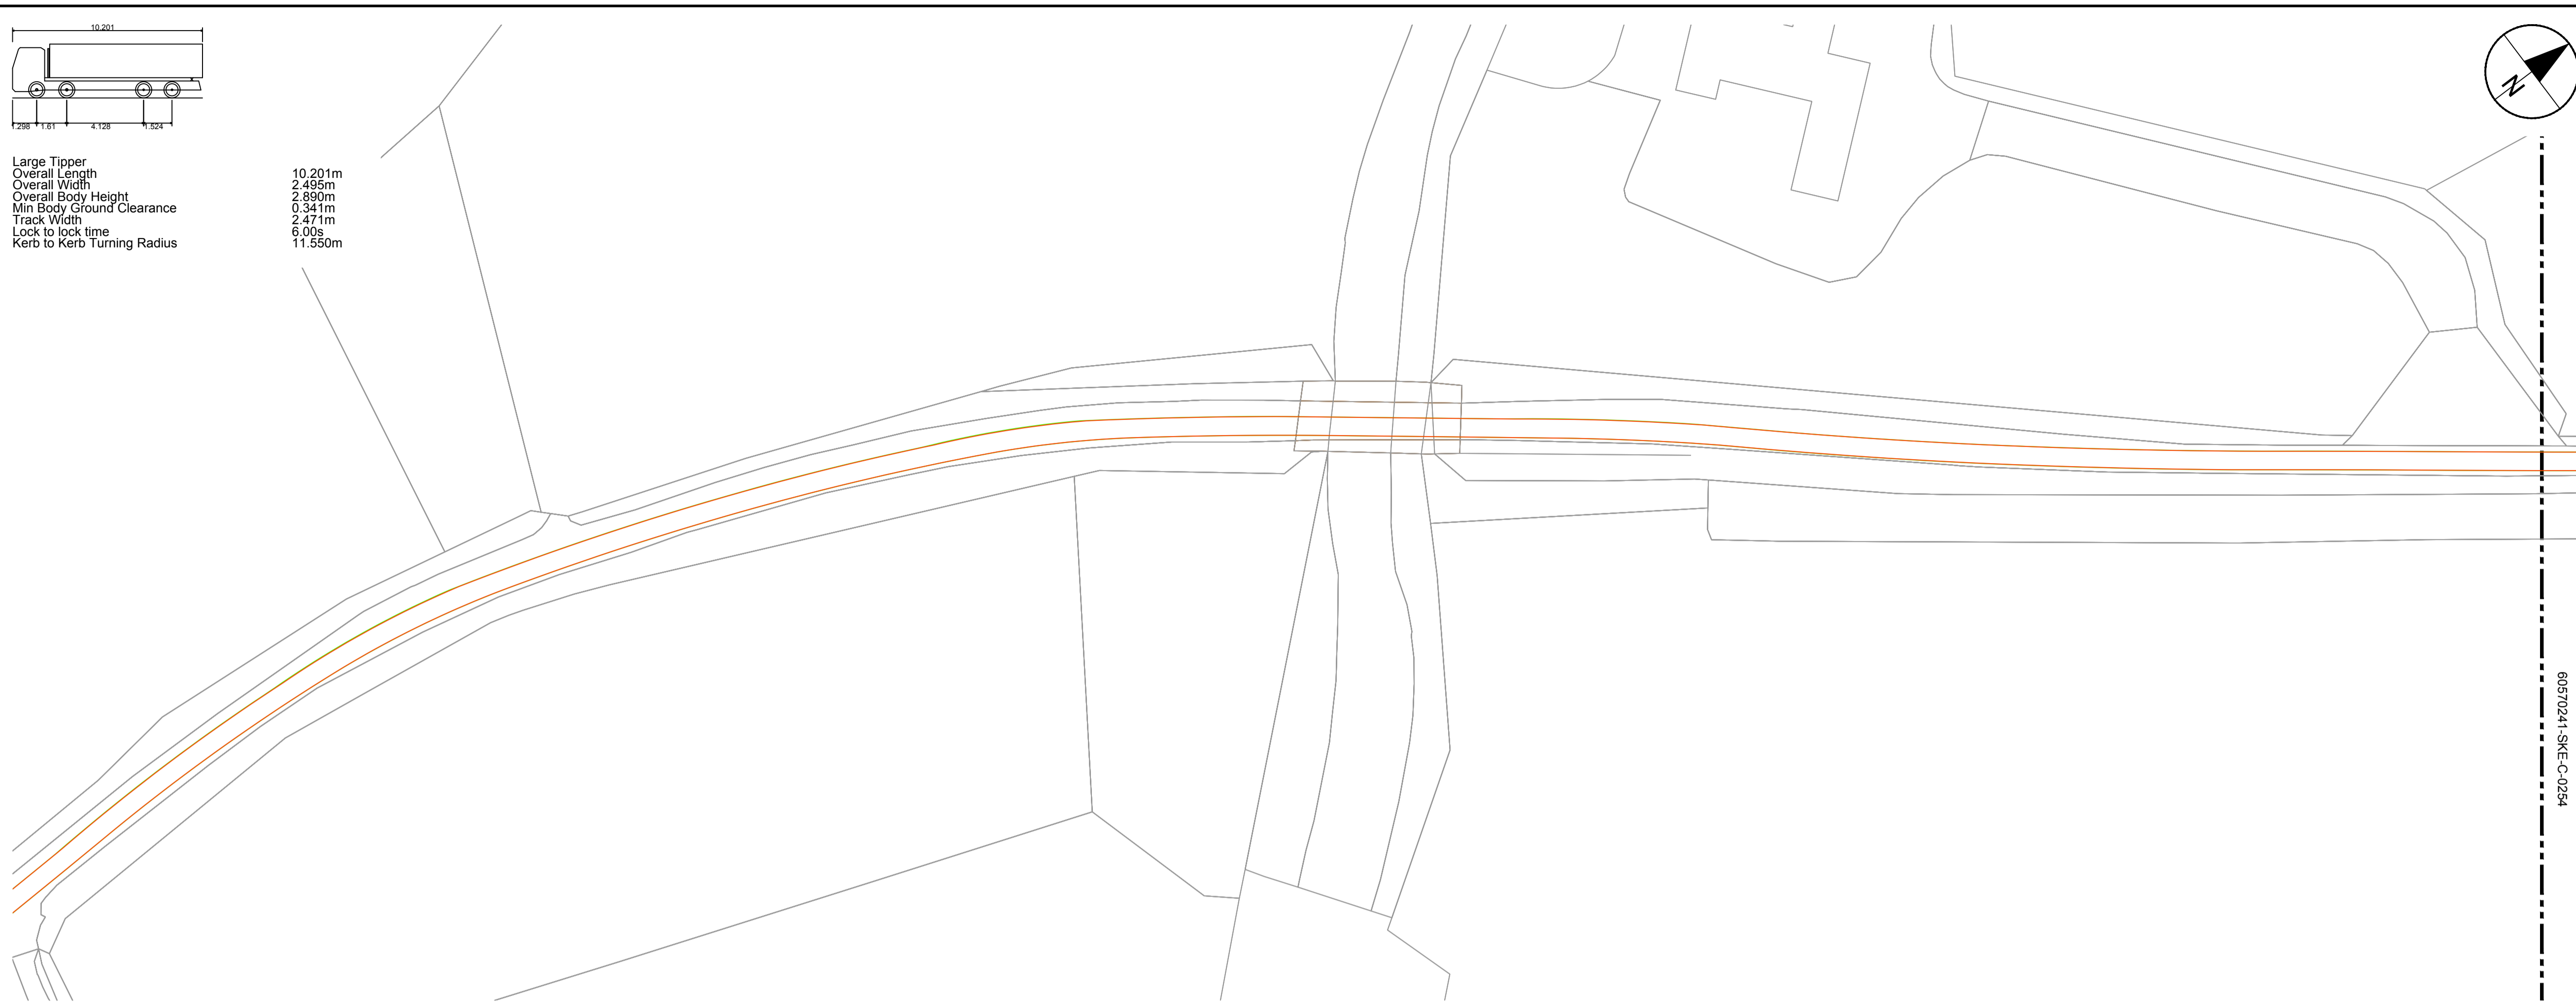 10.201
1.298 1.61 4.128 1.524
Large Tipper
Overall Length 10.201m
Overall Width 2.495m
Overall Body Height 2.890m
Min Body Ground Clearance 0.341m
Track Width 2.471m
Lock to lock time 6.00s
Kerb to Kerb Turning Radius 11.550m
N
60570241-SKE-C-0254